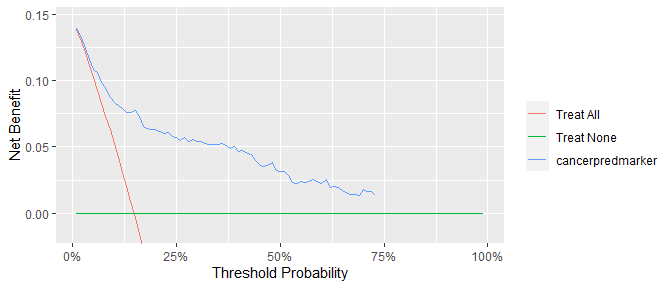 0.15
0.10
0.05
0.00
Net Benefit
0%
25%
50%
75%
100%
Threshold Probability
Treat All
Treat None
cancerpredmarker